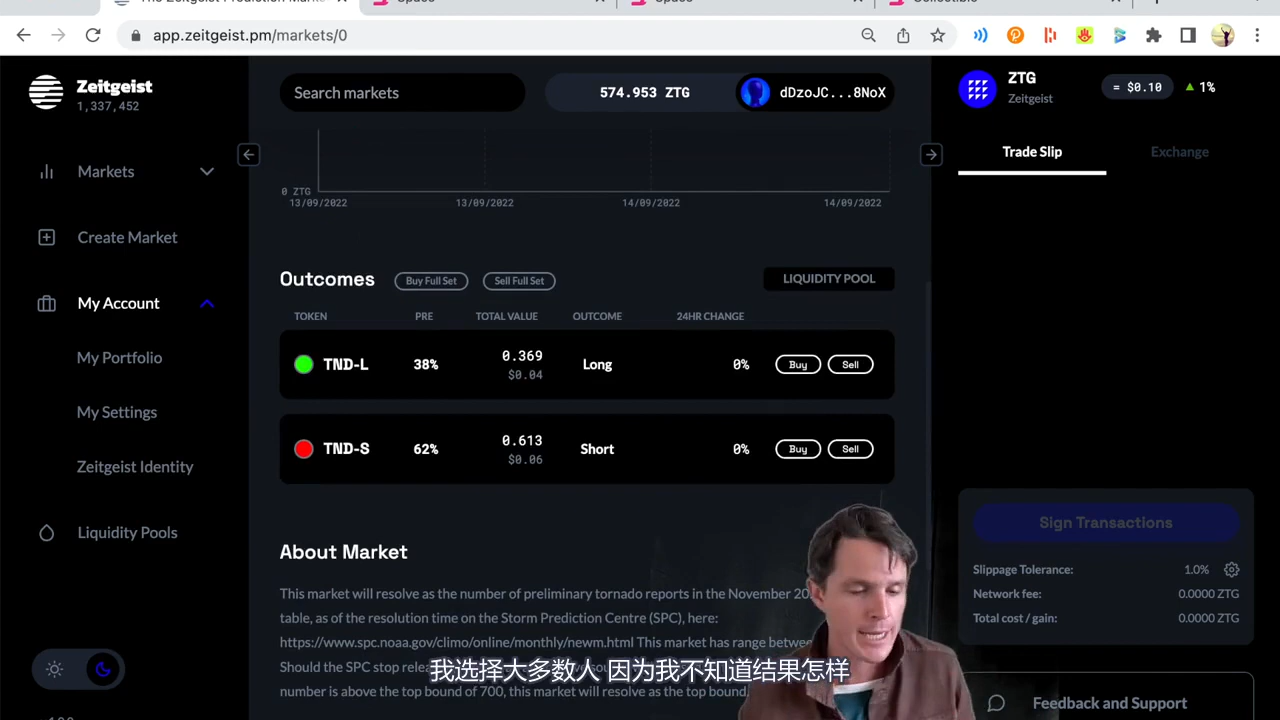 app.zeitgeist.pm/markets/0
Zeitgeist
1,337,452
Search markets
574.953 ZTG
dDzoJC...8NoX
ZTG
Zeitgeist
= $0.10
1%
Trade Slip
Exchange
Markets
Create Market
My Account
My Portfolio
My Settings
Zeitgeist Identity
Liquidity Pools
0 ZTG
13/09/2022
13/09/2022
14/09/2022
14/09/2022
Outcomes
Buy Full Set
Sell Full Set
LIQUIDITY POOL
TOKEN
PRE
TOTAL VALUE
OUTCOME
24HR CHANGE
TND-L
38%
0.369
$0.04
Long
0%
Buy
Sell
TND-S
62%
0.613
$0.06
Short
0%
Buy
Sell
About Market
This market will resolve as the number of preliminary tornado reports in the November
table, as of the resolution time on the Storm Prediction Centre (SPC), here:
https://www.spc.noaa.gov/climo/online/monthly/newm.html This market has range
Should the SPC stop
number is above the top bound of 700, this market will resolve as the top bound.
我选择大多数人 因为我不知道结果怎样
Sign Transactions
Slippage Tolerance:
1.0%
Network fee:
0.0000 ZTG
Total cost / gain:
0.0000 ZTG
Feedback and Support